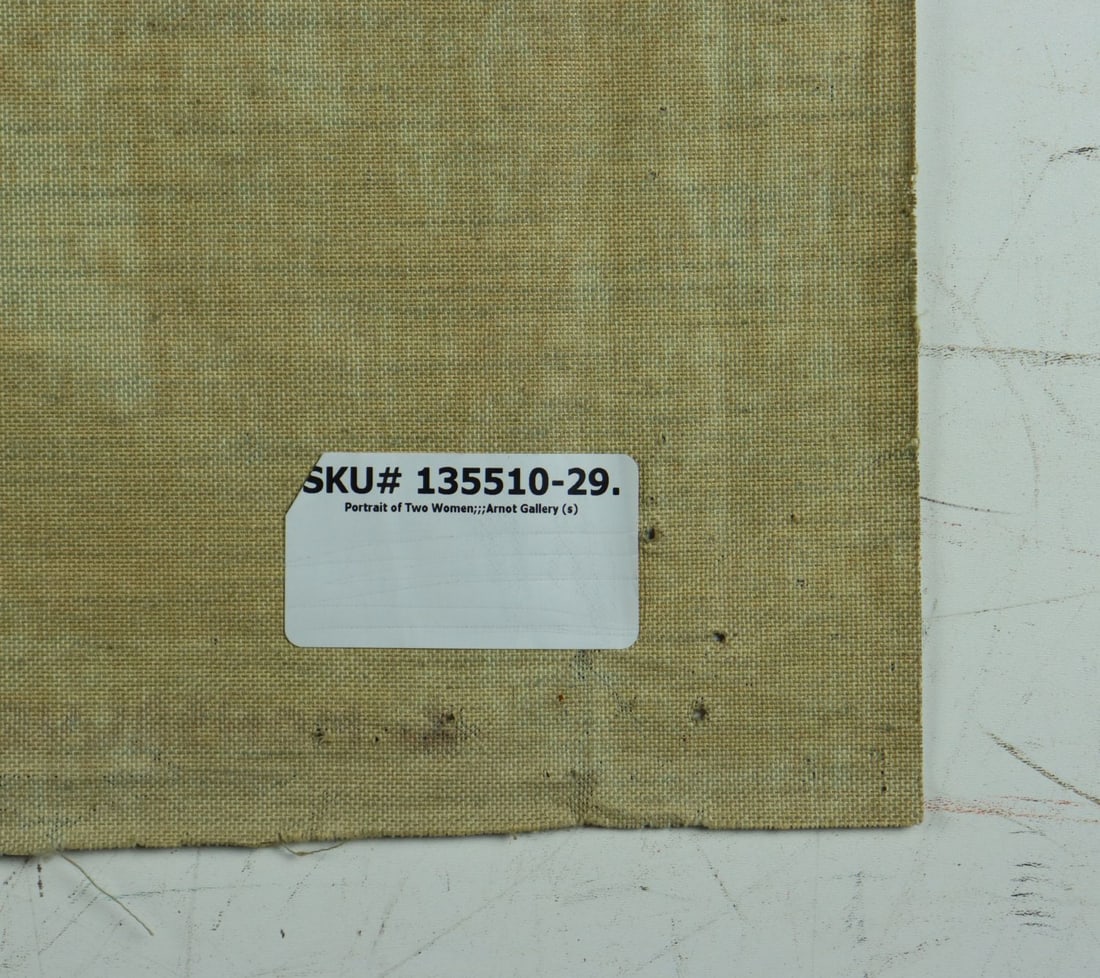 SKU# 135510-29.
Portrait of Two Women;;;Arnot Gallery (s)